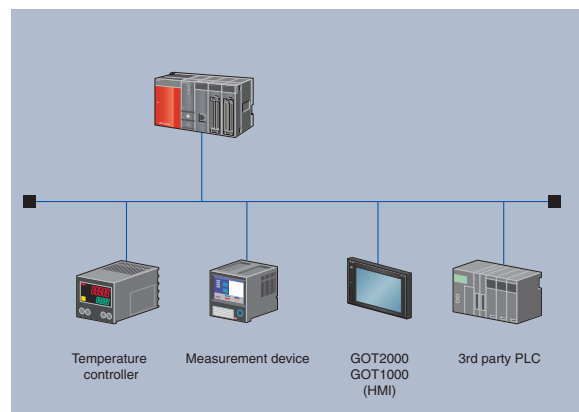 Temperature
controller
Measurement device
GOT2000
GOT1000
(HMI)
3rd party PLC